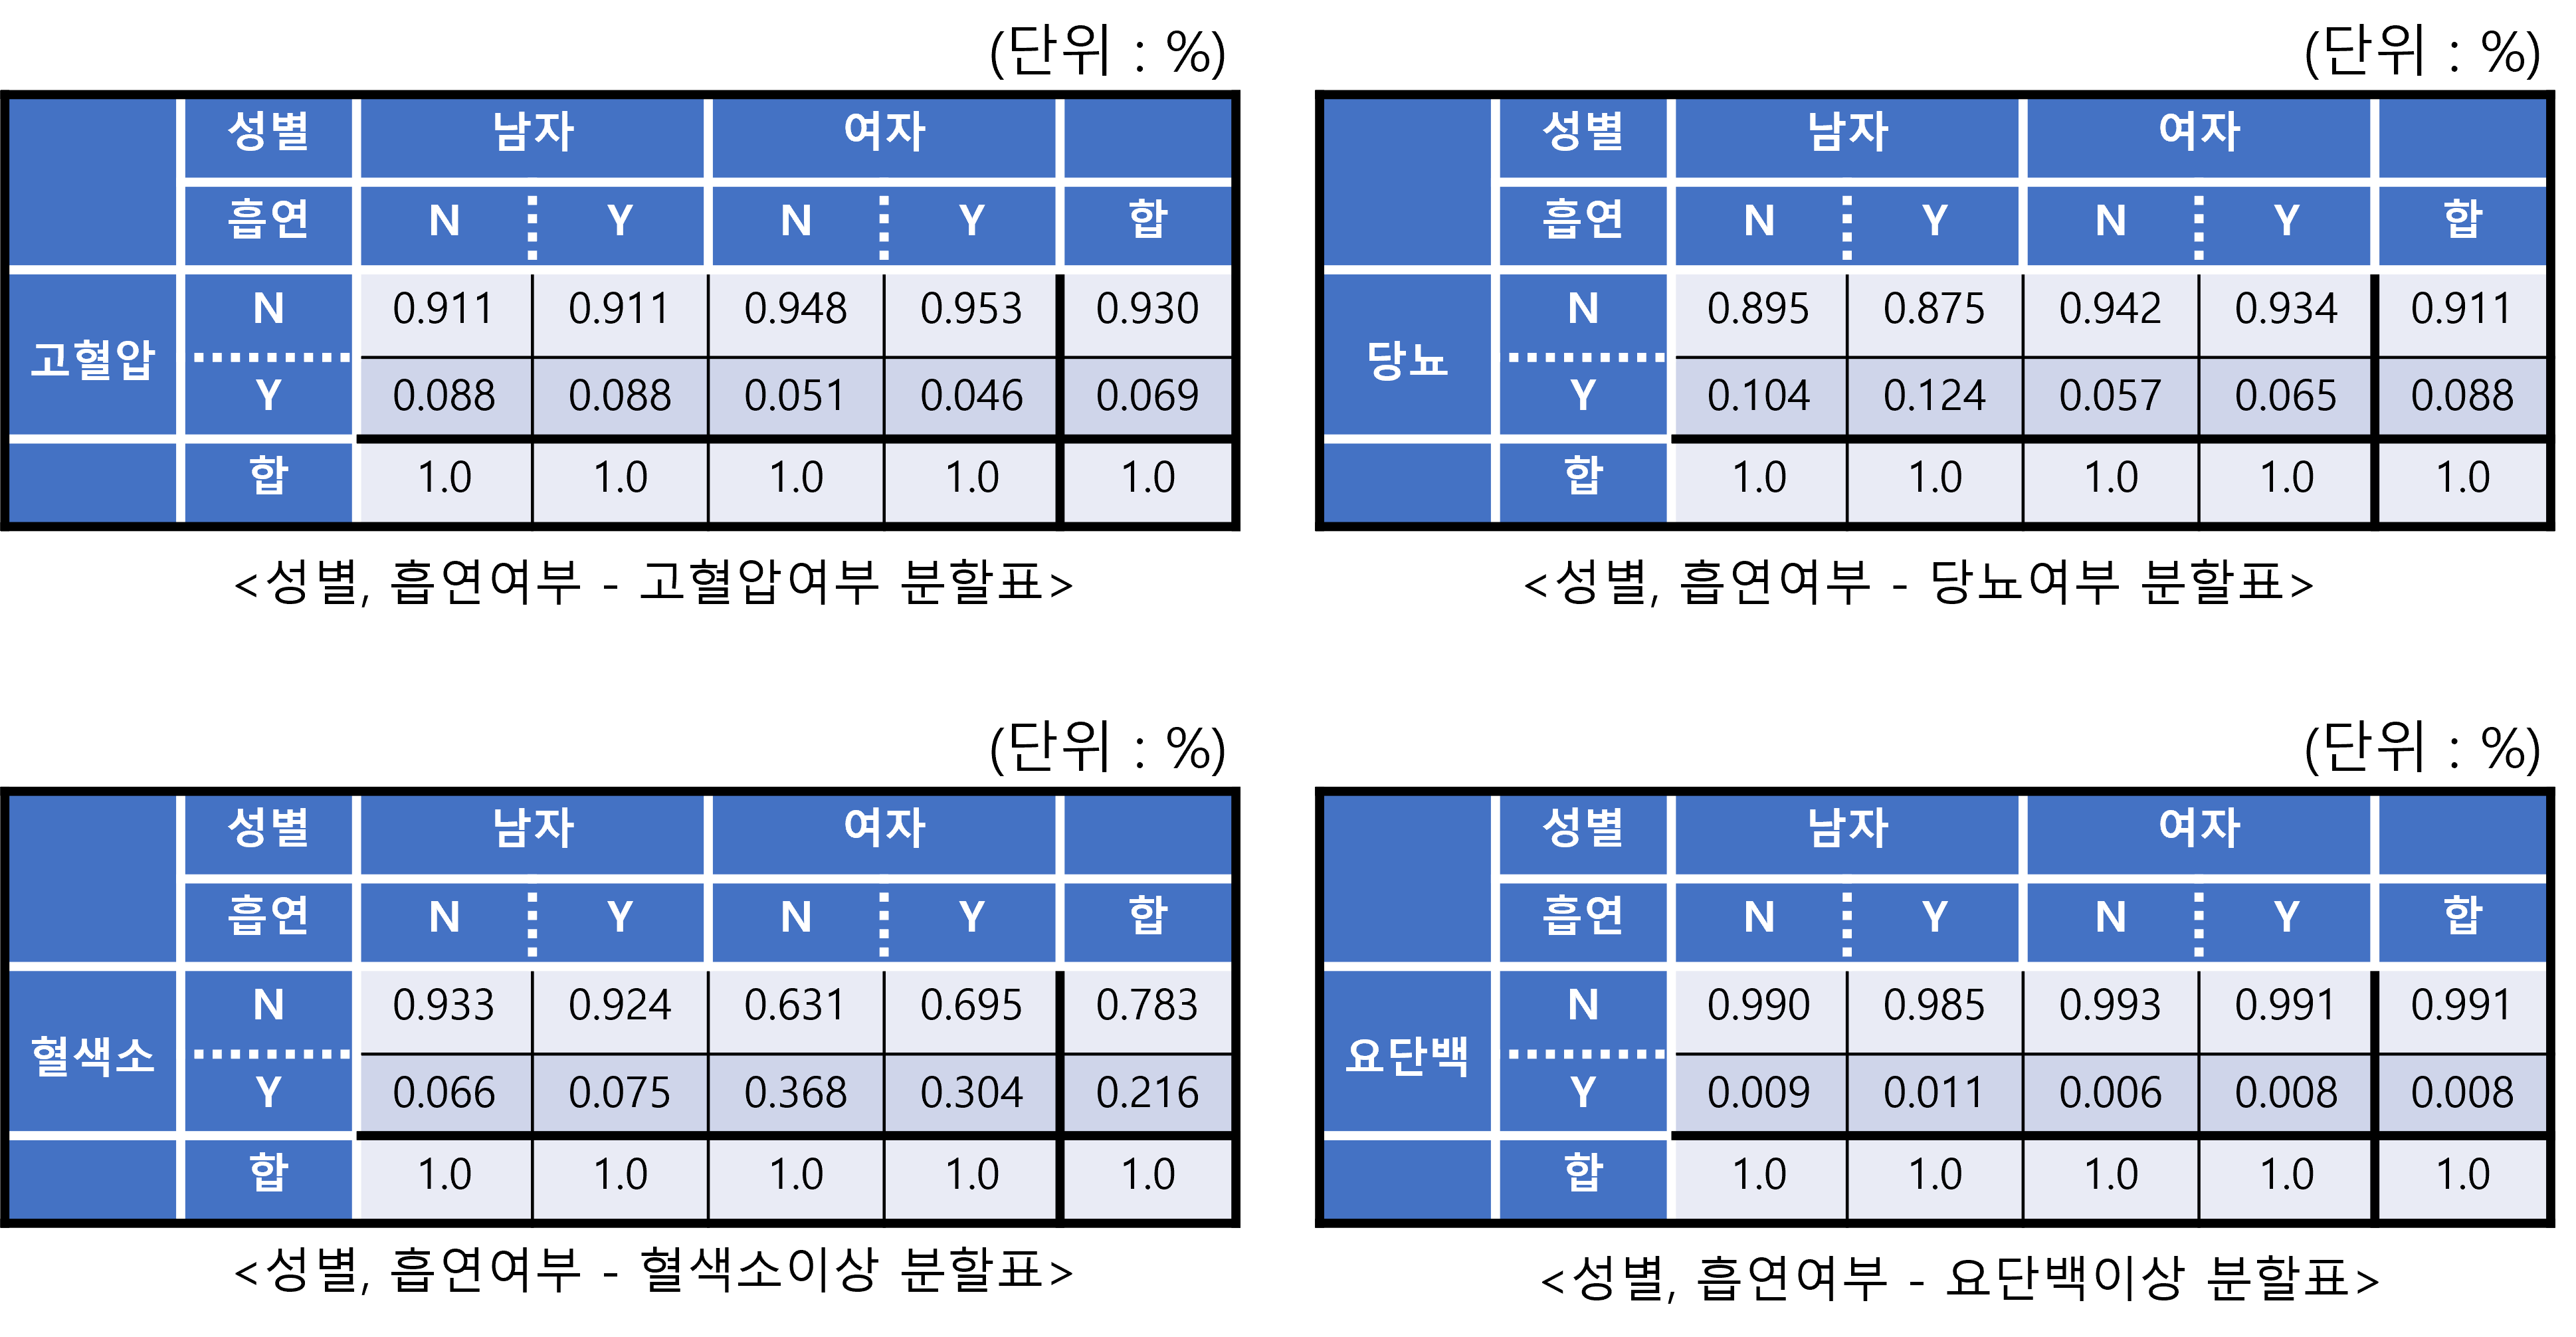 (단위 : %)
성별 남자 여자
흡연 N Y N Y 합
고혈압 N 0.911 0.911 0.948 0.953 0.930
Y 0.088 0.088 0.051 0.046 0.069
합 1.0 1.0 1.0 1.0 1.0
<성별, 흡연여부 - 고혈압여부 분할표>
(단위 : %)
성별 남자 여자
흡연 N Y N Y 합
당뇨 N 0.895 0.875 0.942 0.934 0.911
Y 0.104 0.124 0.057 0.065 0.088
합 1.0 1.0 1.0 1.0 1.0
<성별, 흡연여부 - 당뇨여부 분할표>
(단위 : %)
성별 남자 여자
흡연 N Y N Y 합
혈색소 N 0.933 0.924 0.631 0.695 0.783
Y 0.066 0.075 0.368 0.304 0.216
합 1.0 1.0 1.0 1.0 1.0
<성별, 흡연여부 - 혈색소이상 분할표>
(단위 : %)
성별 남자 여자
흡연 N Y N Y 합
요단백 N 0.990 0.985 0.993 0.991 0.991
Y 0.009 0.011 0.006 0.008 0.008
합 1.0 1.0 1.0 1.0 1.0
<성별, 흡연여부 - 요단백이상 분할표>